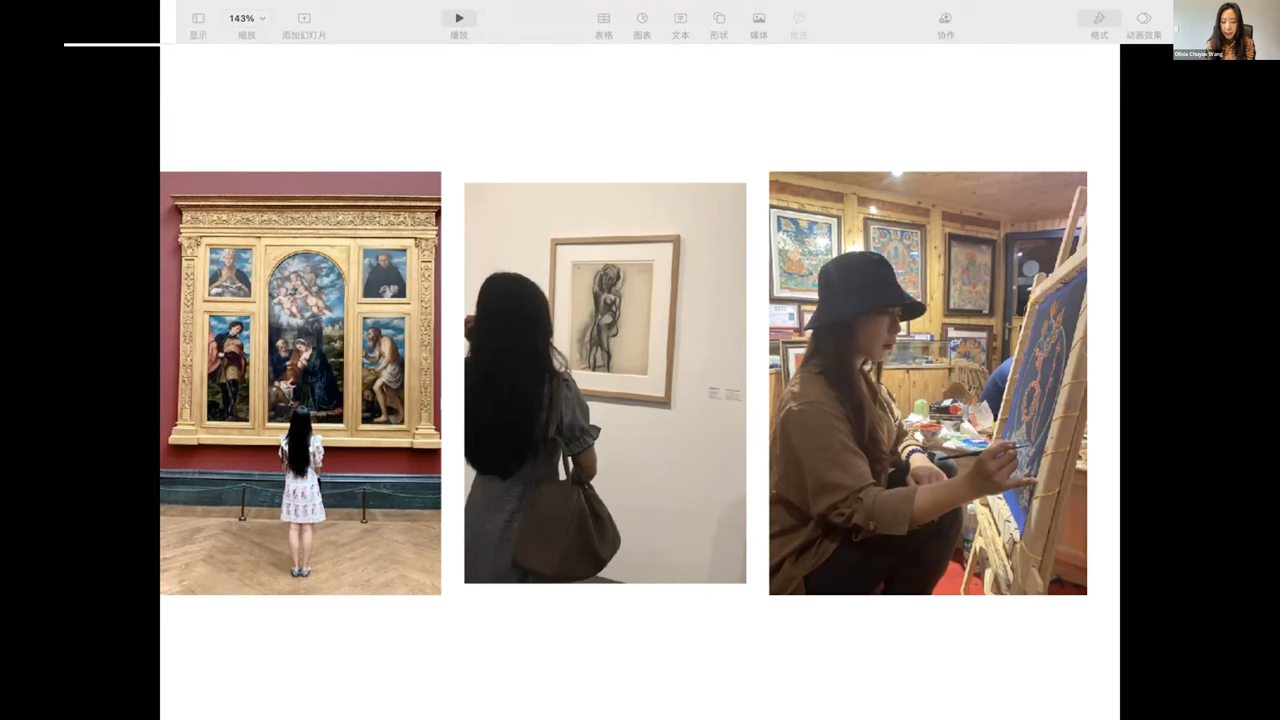 143%
显示
缩放
添加幻灯片
播放
表格
图表
文本
形状
媒体
批注
协作
格式
动画效果
Olivia Chuyue Wang